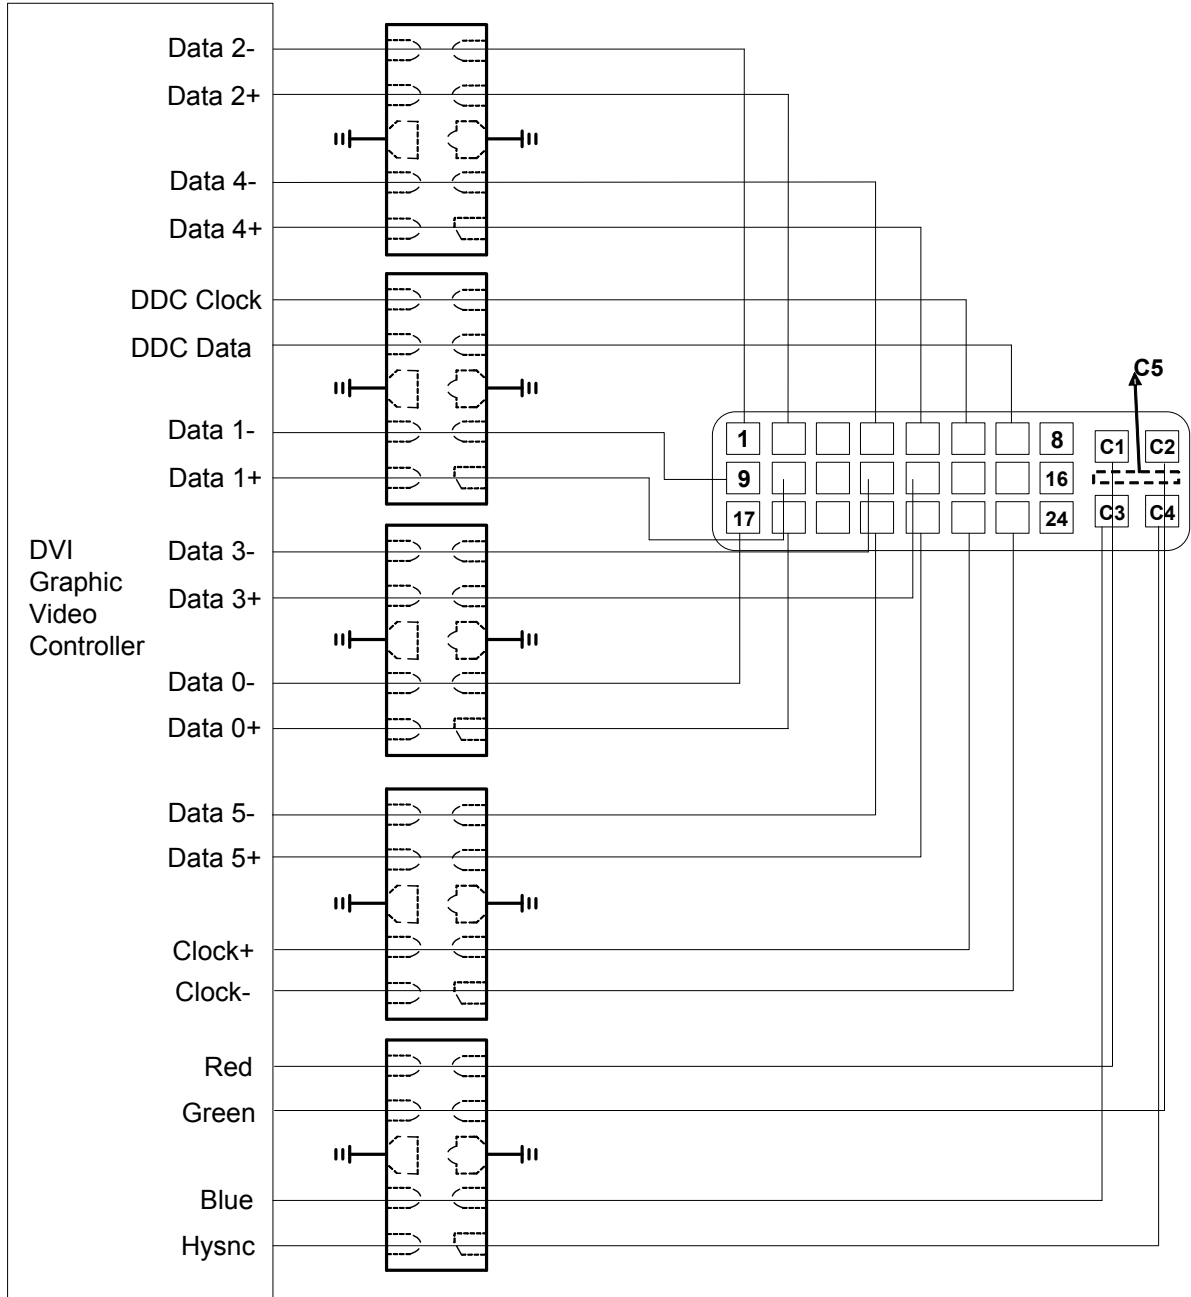 Data 2-
Data 2+
Data 4-
Data 4+
DDC Clock
DDC Data
Data 1-
Data 1+
DVI
Graphic
Video
Controller
Data 3-
Data 3+
Data 0-
Data 0+
Data 5-
Data 5+
Clock+
Clock-
Red
Green
Blue
Hysnc
C5
1
8
C1
C2
9
16
17
24
C3
C4